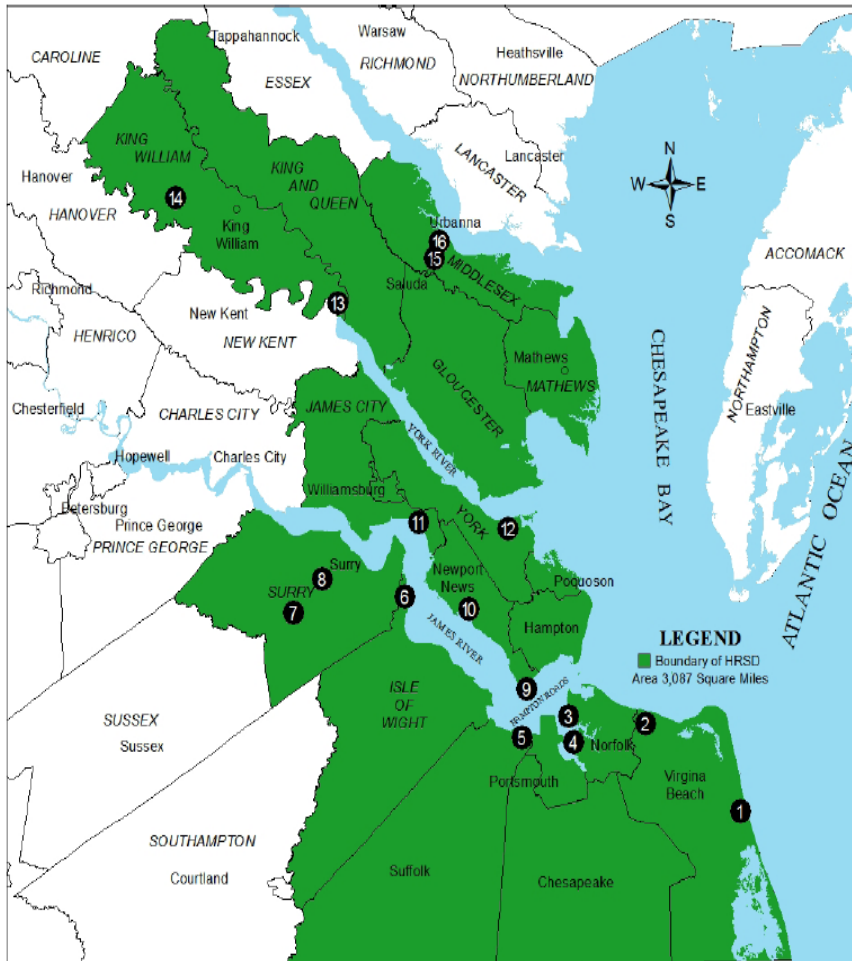 Tappahannock
Warsaw
CAROLINE
RICHMOND
Heathsville
ESSEX
NORTHUMBERLAND
KING
WILLIAM
LANCASTER
Lancaster
N
W
E
S
Hanover
KING
AND
QUEEN
14
HANOVER
King
William
Urbanna
16
15
MIDDLESEX
ACCOMACK
Saluda
Richmond
13
New Kent
HENRICO
NEW KENT
CHESAPEAKE BAY
NORTHAMPTON
Mathews
MATHEWS
GLOUCESTER
Eastville
Chesterfield
CHARLES CITY
JAMES CITY
YORK RIVER
Hopewell
Charles City
Williamsburg
ATLANTIC OCEAN
Petersburg
Prince George
PRINCE GEORGE
11
YORK
12
Surry
8
SURRY
7
6
Newport
News
10
Poquoson
Hampton
JAMES RIVER
LEGEND
Boundary of HRSD
Area 3,087 Square Miles
ISLE
OF
WIGHT
9
HAMPTON ROADS
3
2
SUSSEX
Sussex
5
4
Norfolk
Portsmouth
Virgina
Beach
1
SOUTHAMPTON
Courtland
Suffolk
Chesapeake